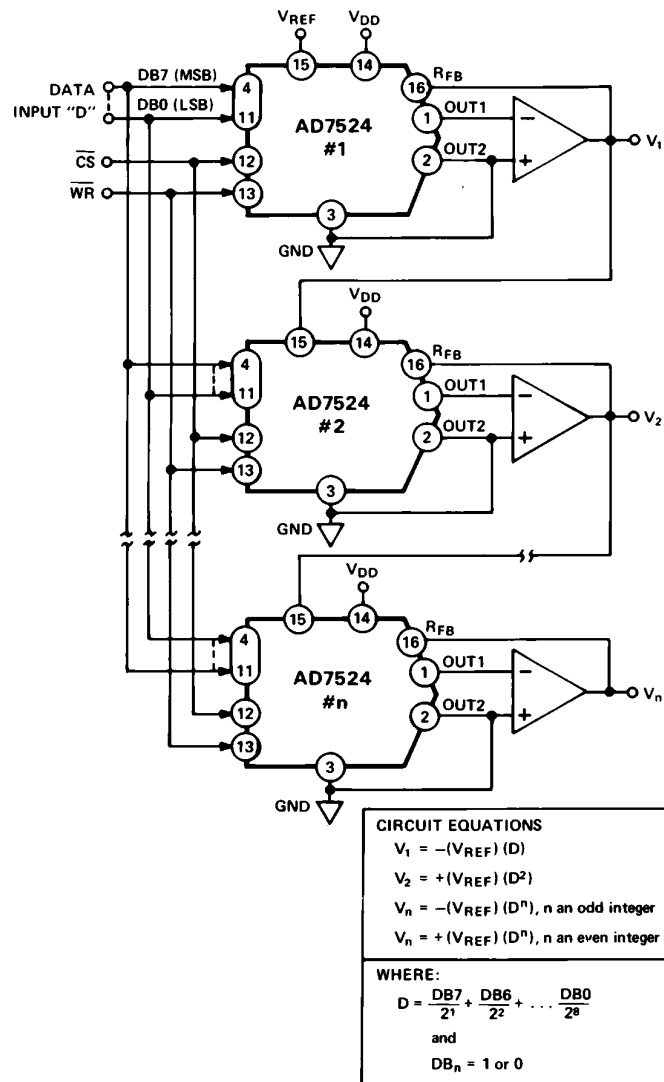 VREF VDD
15 14
DATA DB7 (MSB) 4 16 RFB
INPUT "D" DB0 (LSB) 11 1 OUT1 −
AD7524 V1
#1
CS 12 2 OUT2 +
WR 13
3
GND
VDD
15 14
4 16 RFB
11 1 OUT1 −
AD7524 V2
#2
12 2 OUT2 +
13
3
GND
VDD
15 14
4 16 RFB
11 1 OUT1 −
AD7524 Vn
#n
12 2 OUT2 +
13
3
GND
CIRCUIT EQUATIONS
V1 = −(VREF) (D)
V2 = +(VREF) (D²)
Vn = −(VREF) (Dⁿ), n an odd integer
Vn = +(VREF) (Dⁿ), n an even integer
WHERE:
D = DB7/2¹ + DB6/2² + . . . DB0/2⁸
and
DBn = 1 or 0